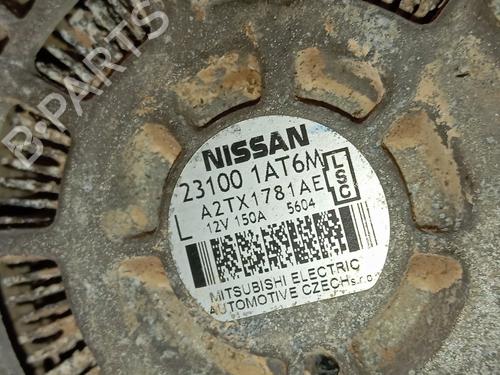 B-PARTS
NISSAN
23100 1AT6M
L A2TX1781AE
LSC
12V 150A 5604
MITSUBISHI ELECTRIC
AUTOMOTIVE CZECH s.r.o.